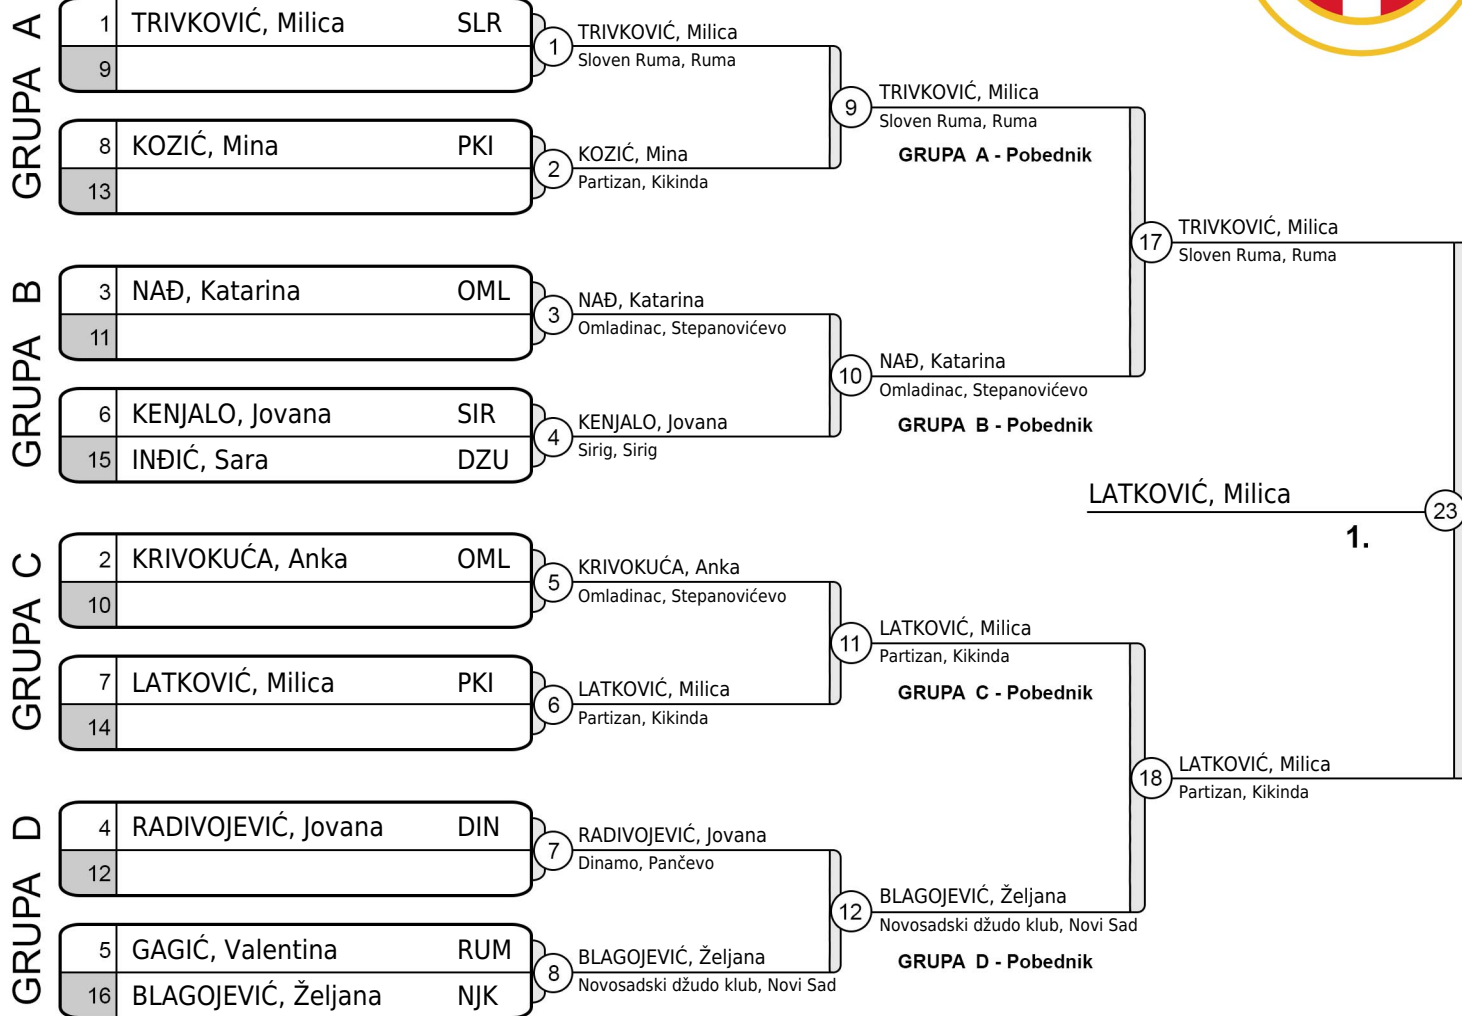 GRUPA A
1 TRIVKOVIĆ, Milica SLR
9
1
TRIVKOVIĆ, Milica
Sloven Ruma, Ruma
8 KOZIĆ, Mina PKI
13
2
KOZIĆ, Mina
Partizan, Kikinda
9
TRIVKOVIĆ, Milica
Sloven Ruma, Ruma
GRUPA A - Pobednik
GRUPA B
3 NAĐ, Katarina OML
11
3
NAĐ, Katarina
Omladinac, Stepanovićevo
6 KENJALO, Jovana SIR
15 INĐIĆ, Sara DZU
4
KENJALO, Jovana
Sirig, Sirig
10
NAĐ, Katarina
Omladinac, Stepanovićevo
GRUPA B - Pobednik
17
TRIVKOVIĆ, Milica
Sloven Ruma, Ruma
LATKOVIĆ, Milica
23
1.
GRUPA C
2 KRIVOKUĆA, Anka OML
10
5
KRIVOKUĆA, Anka
Omladinac, Stepanovićevo
7 LATKOVIĆ, Milica PKI
14
6
LATKOVIĆ, Milica
Partizan, Kikinda
11
LATKOVIĆ, Milica
Partizan, Kikinda
GRUPA C - Pobednik
GRUPA D
4 RADIVOJEVIĆ, Jovana DIN
12
7
RADIVOJEVIĆ, Jovana
Dinamo, Pančevo
5 GAGIĆ, Valentina RUM
16 BLAGOJEVIĆ, Željana NJK
8
BLAGOJEVIĆ, Željana
Novosadski džudo klub, Novi Sad
12
BLAGOJEVIĆ, Željana
Novosadski džudo klub, Novi Sad
GRUPA D - Pobednik
18
LATKOVIĆ, Milica
Partizan, Kikinda